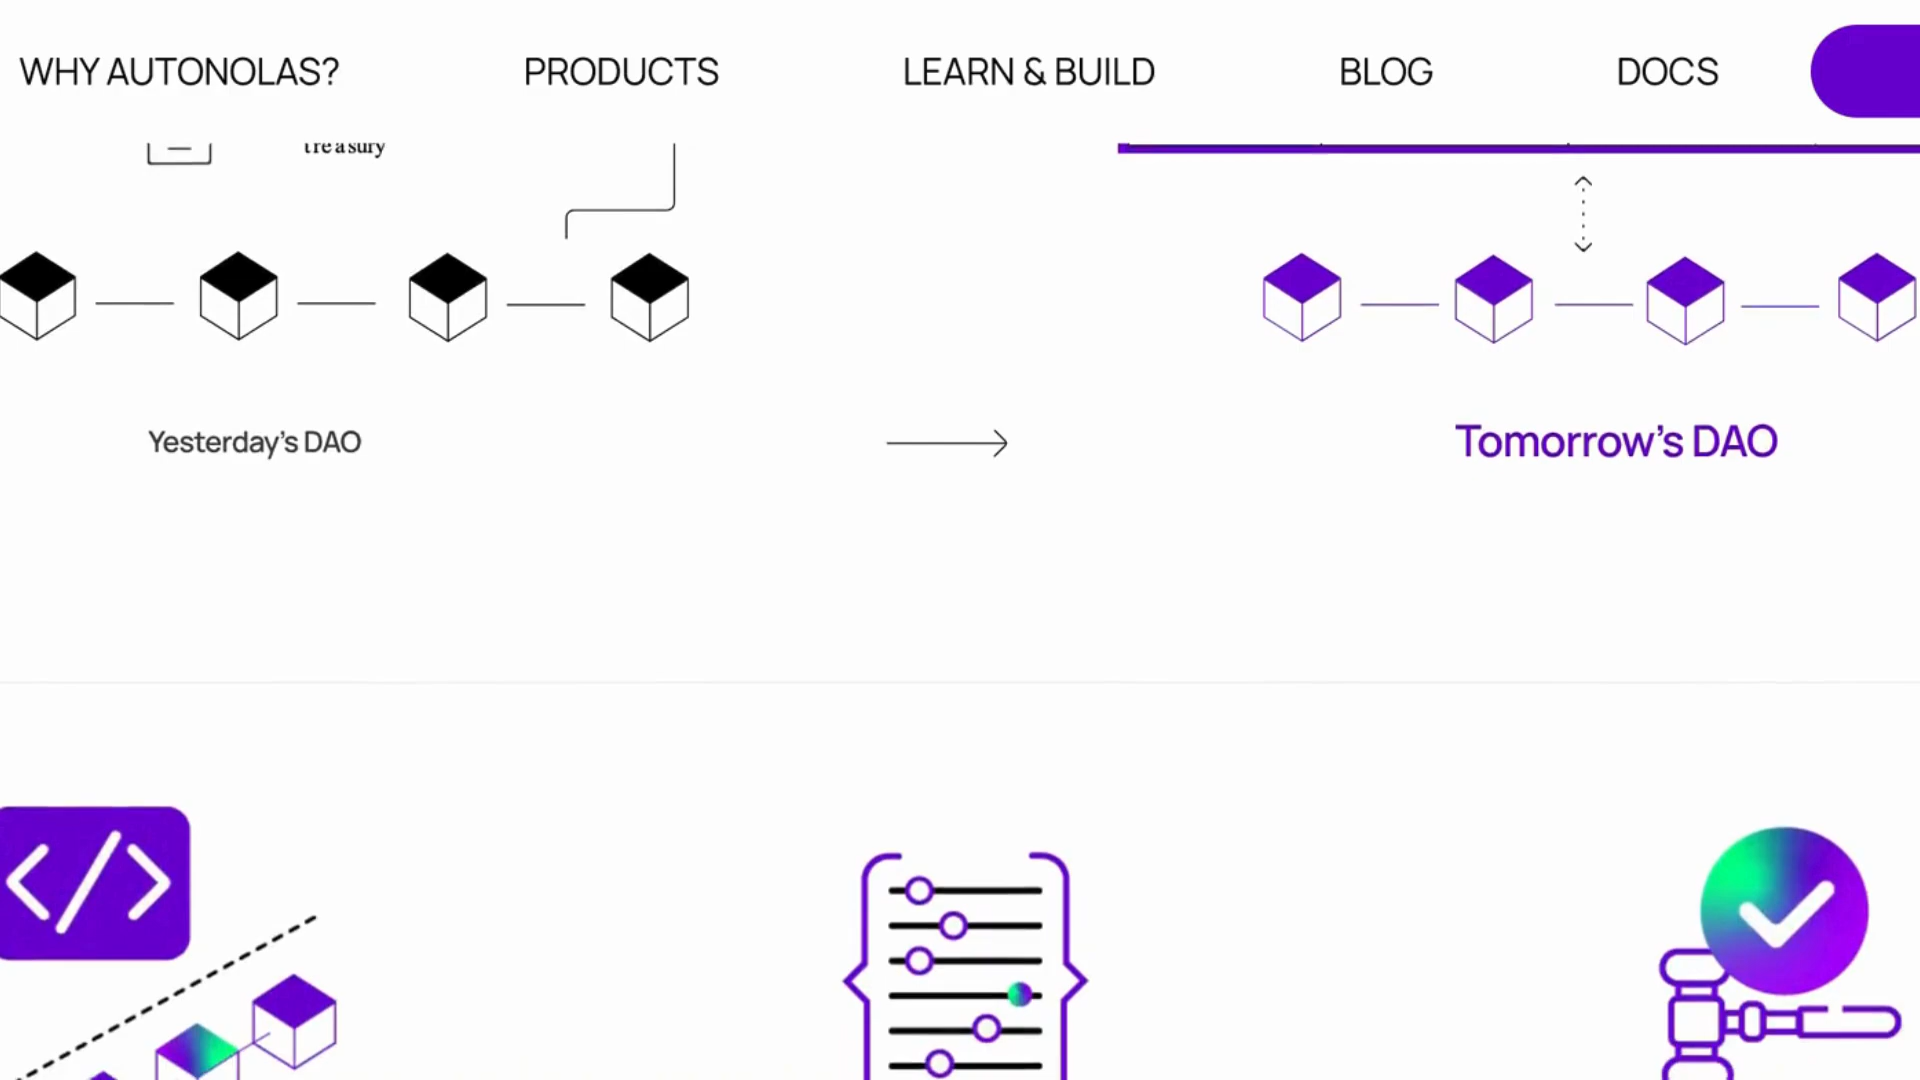 WHY AUTONOLAS?
PRODUCTS
LEARN & BUILD
BLOG
DOCS
Treasury
Yesterday's DAO
Tomorrow's DAO